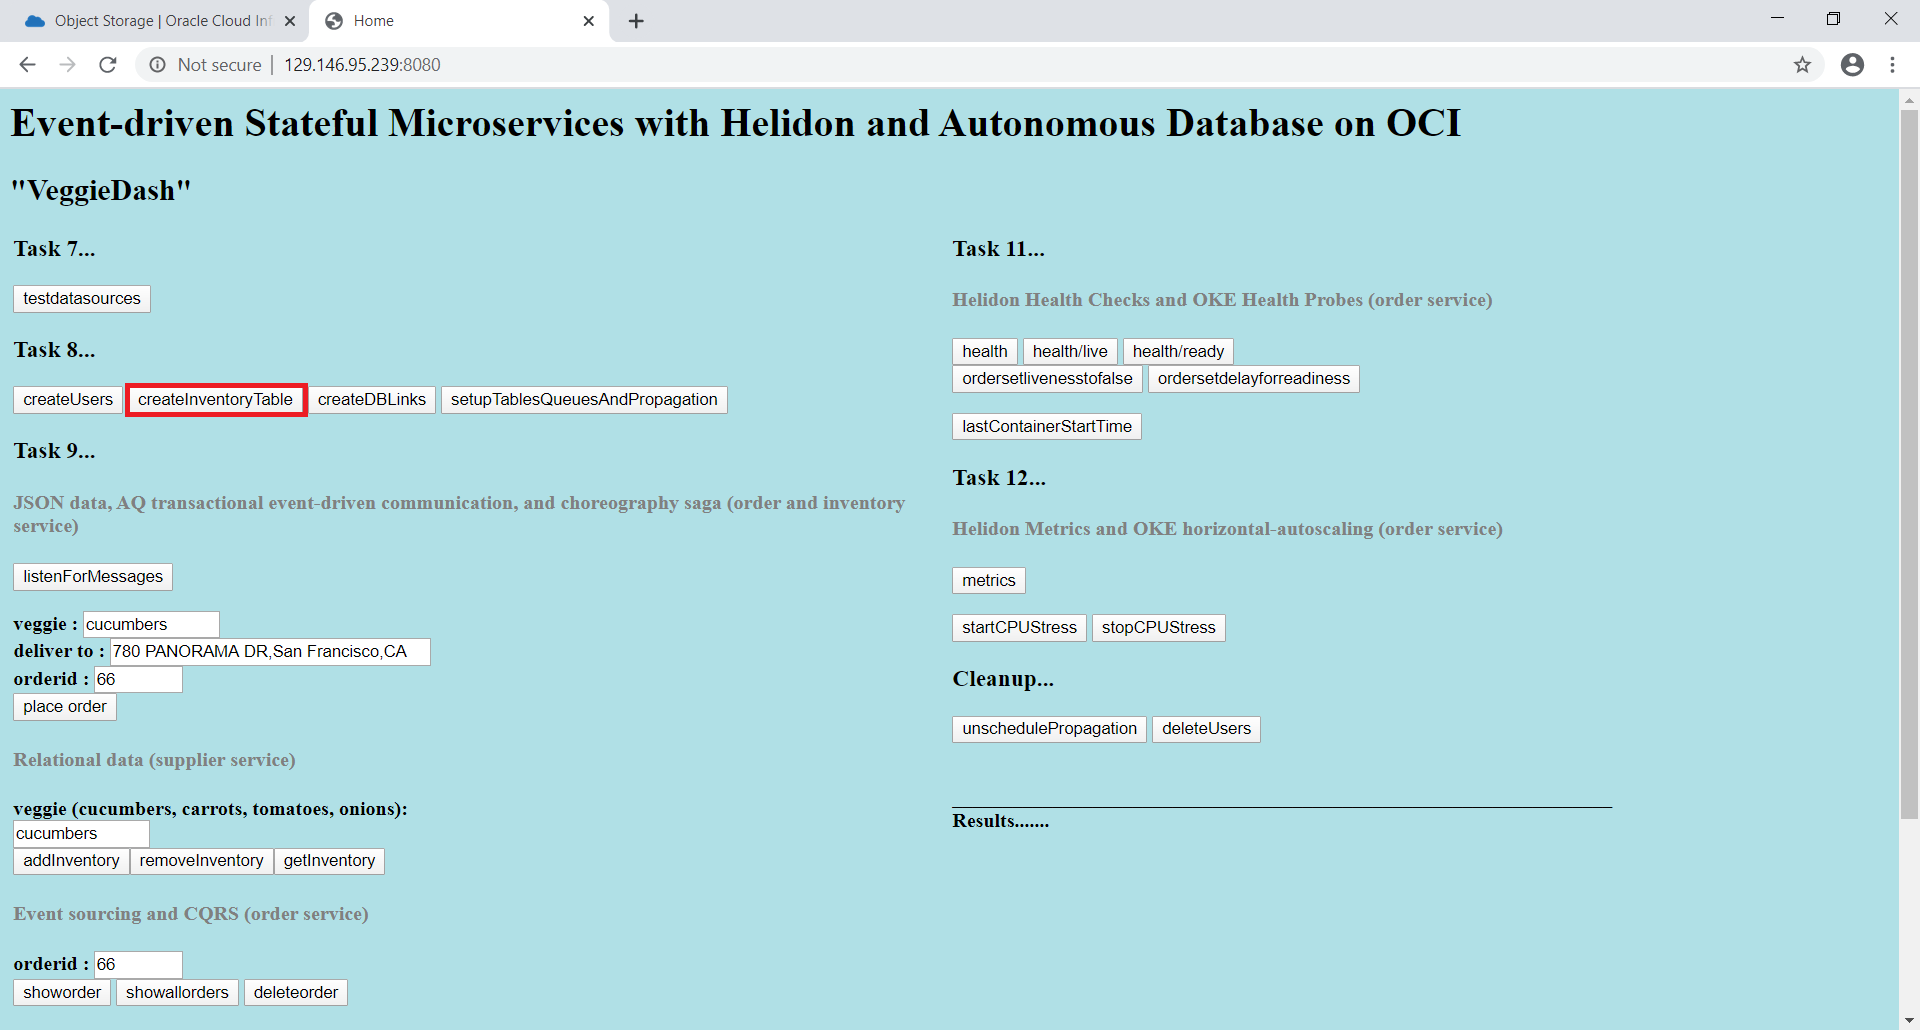 Object Storage | Oracle Cloud Inf
Home
Not secure | 129.146.95.239:8080
Event-driven Stateful Microservices with Helidon and Autonomous Database on OCI
"VeggieDash"
Task 7...
testdatasources
Task 8...
createUsers createInventoryTable createDBLinks setupTablesQueuesAndPropagation
Task 9...
JSON data, AQ transactional event-driven communication, and choreography saga (order and inventory
service)
listenForMessages
veggie : cucumbers
deliver to : 780 PANORAMA DR,San Francisco,CA
orderid : 66
place order
Relational data (supplier service)
veggie (cucumbers, carrots, tomatoes, onions):
cucumbers
addInventory removeInventory getInventory
Event sourcing and CQRS (order service)
orderid : 66
showorder showallorders deleteorder
Task 11...
Helidon Health Checks and OKE Health Probes (order service)
health health/live health/ready
ordersetlivenesstofalse ordersetdelayforreadiness
lastContainerStartTime
Task 12...
Helidon Metrics and OKE horizontal-autoscaling (order service)
metrics
startCPUStress stopCPUStress
Cleanup...
unschedulePropagation deleteUsers
Results.......